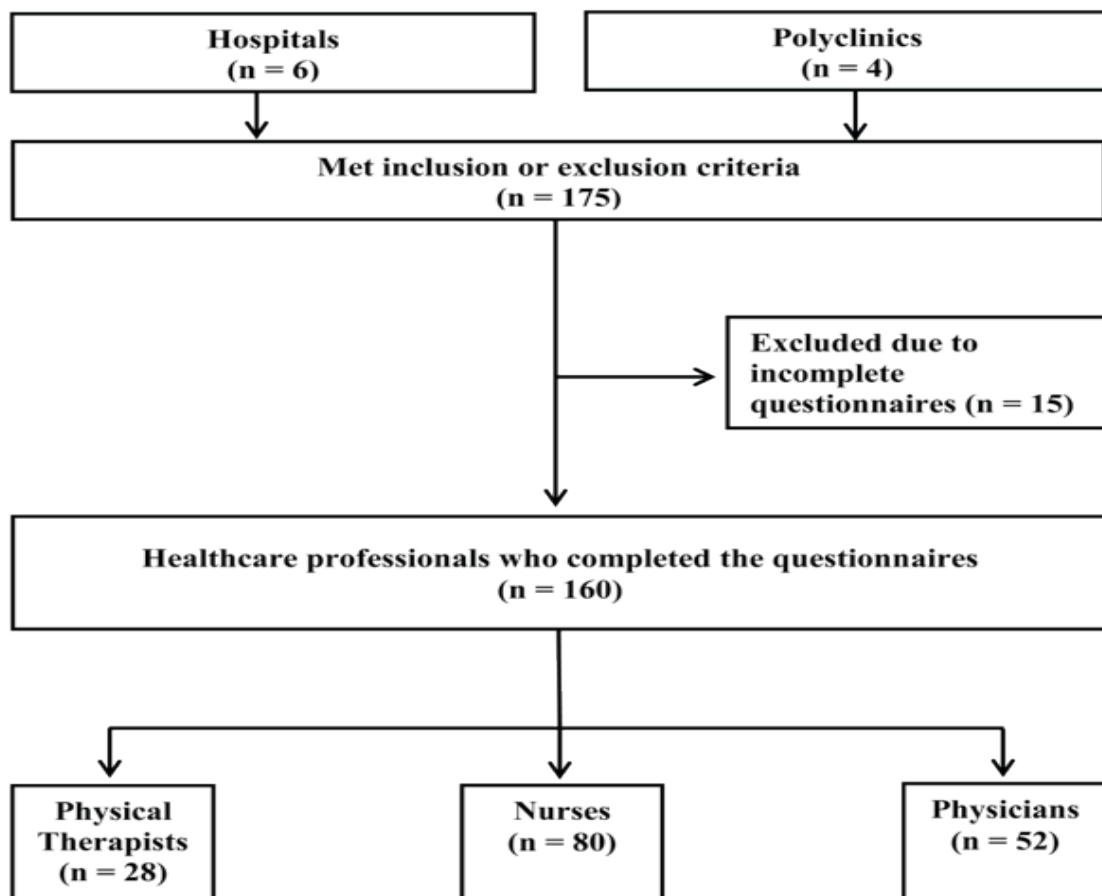 Hospitals
(n = 6)
Polyclinics
(n = 4)
Met inclusion or exclusion criteria
(n = 175)
Excluded due to
incomplete
questionnaires (n = 15)
Healthcare professionals who completed the questionnaires
(n = 160)
Physical
Therapists
(n = 28)
Nurses
(n = 80)
Physicians
(n = 52)